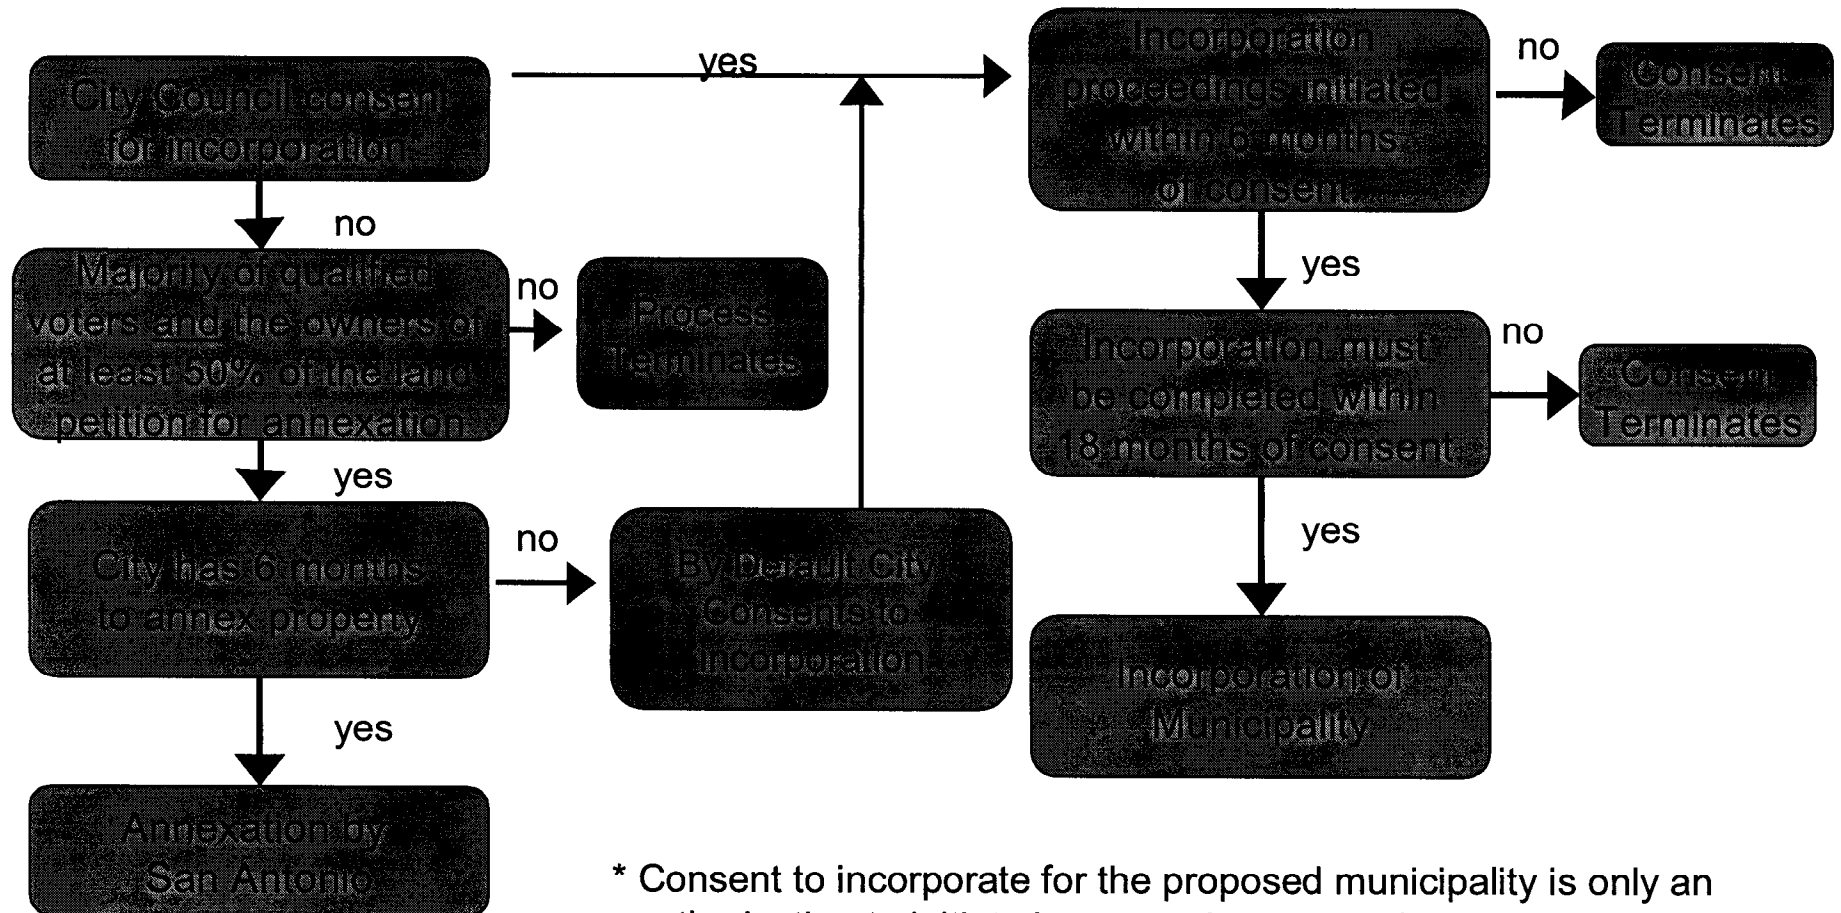 City Council consent
for incorporation
yes
no
Majority of qualified
voters and the owners of
at least 50% of the land
petition for annexation
no
Process
Terminates
yes
City has 6 months
to annex property
no
By Default City
Consents to
Incorporation
yes
Annexation by
San Antonio
Incorporation
proceedings initiated
within 6 months
of consent
no
Consent
Terminates
yes
Incorporation must
be completed within
18 months of consent
no
Consent
Terminates
yes
Incorporation of
Municipality
* Consent to incorporate for the proposed municipality is only an